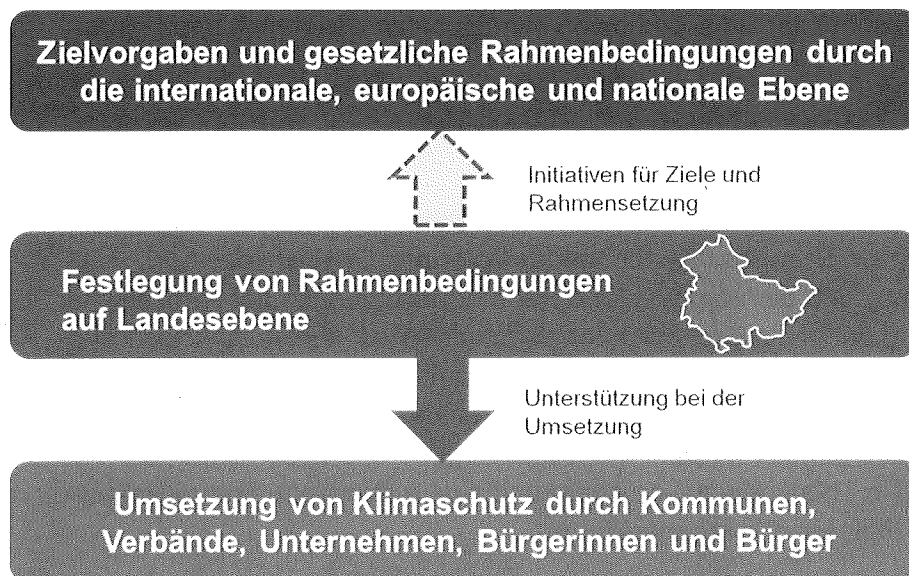 Zielvorgaben und gesetzliche Rahmenbedingungen durch
die internationale, europäische und nationale Ebene
Initiativen für Ziele und
Rahmensetzung
Festlegung von Rahmenbedingungen
auf Landesebene
Unterstützung bei der
Umsetzung
Umsetzung von Klimaschutz durch Kommunen,
Verbände, Unternehmen, Bürgerinnen und Bürger